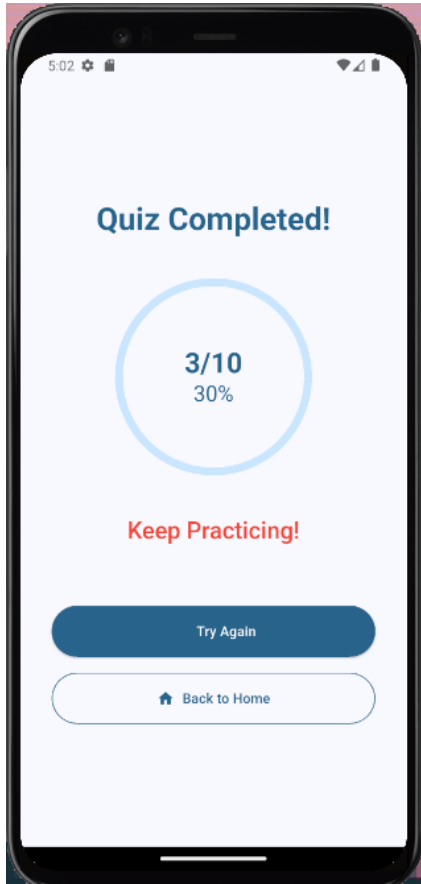 5:02
Quiz Completed!
3/10
30%
Keep Practicing!
Try Again
Back to Home